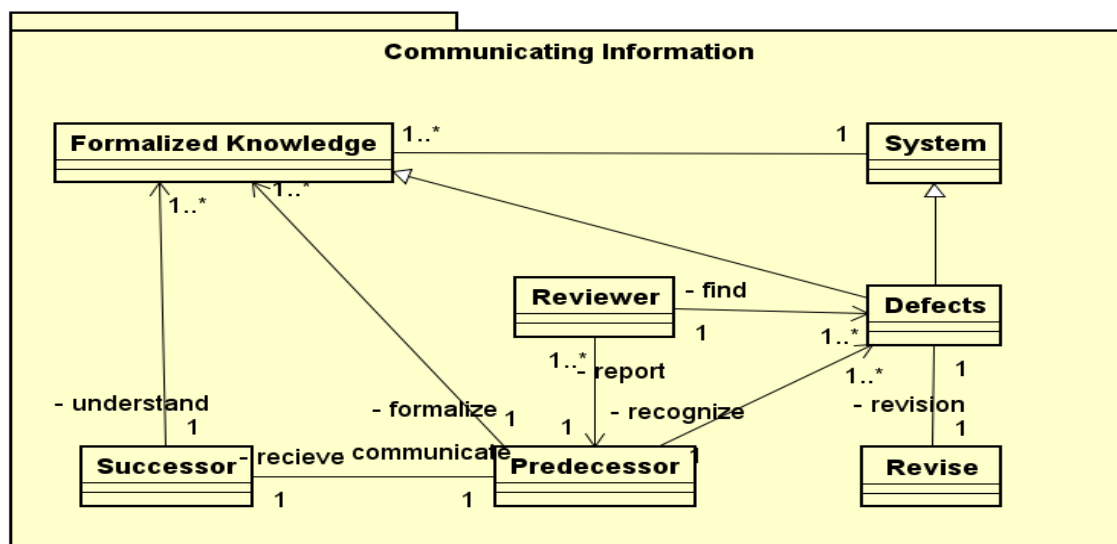 Communicating Information
Formalized Knowledge
1..*
1
System
1..*
1..*
Reviewer
- find
Defects
1
1..*
1..*
- report
1..*
1
- understand
- formalize
- recognize
- revision
1
1
1
1
Successor
- recieve
communicate
Predecessor
1
Revise
1
1